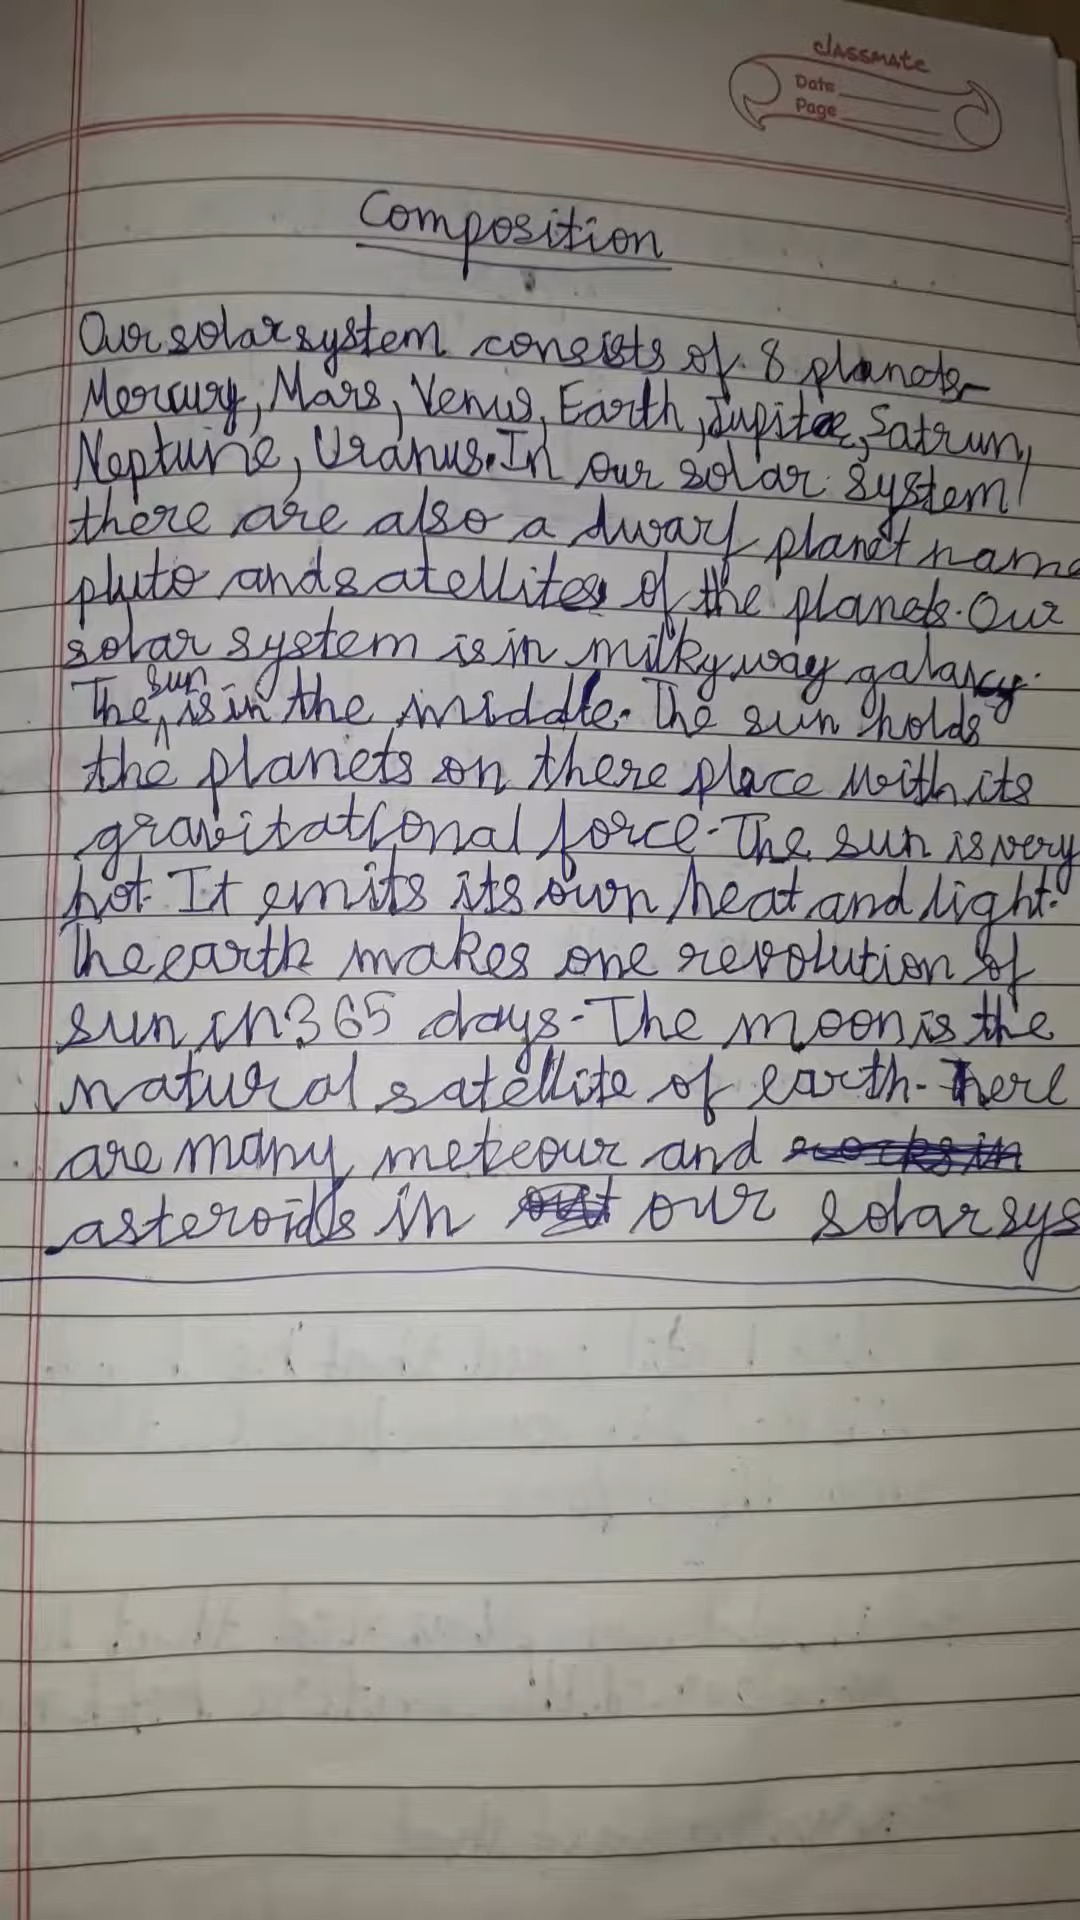 classmate
Date
Page
Composition
Our solar system consists of 8 planets-
Mercury, Mars, Venus, Earth, Jupitee, Satrun,
Neptune, Uranus. In our solar system
there are also a dwarf planet name
pluto and satellites of the planets. Our
solar system is in milky way galaxy.
The sun is in the middle. The sun holds
the planets on there place with its
gravitational force. The sun is very
hot. It emits its own heat and light.
The earth makes one revolution of
sun in 365 days. The moon is the
natural satellite of earth. Here
are many meteour and
asteroids in our solar sys